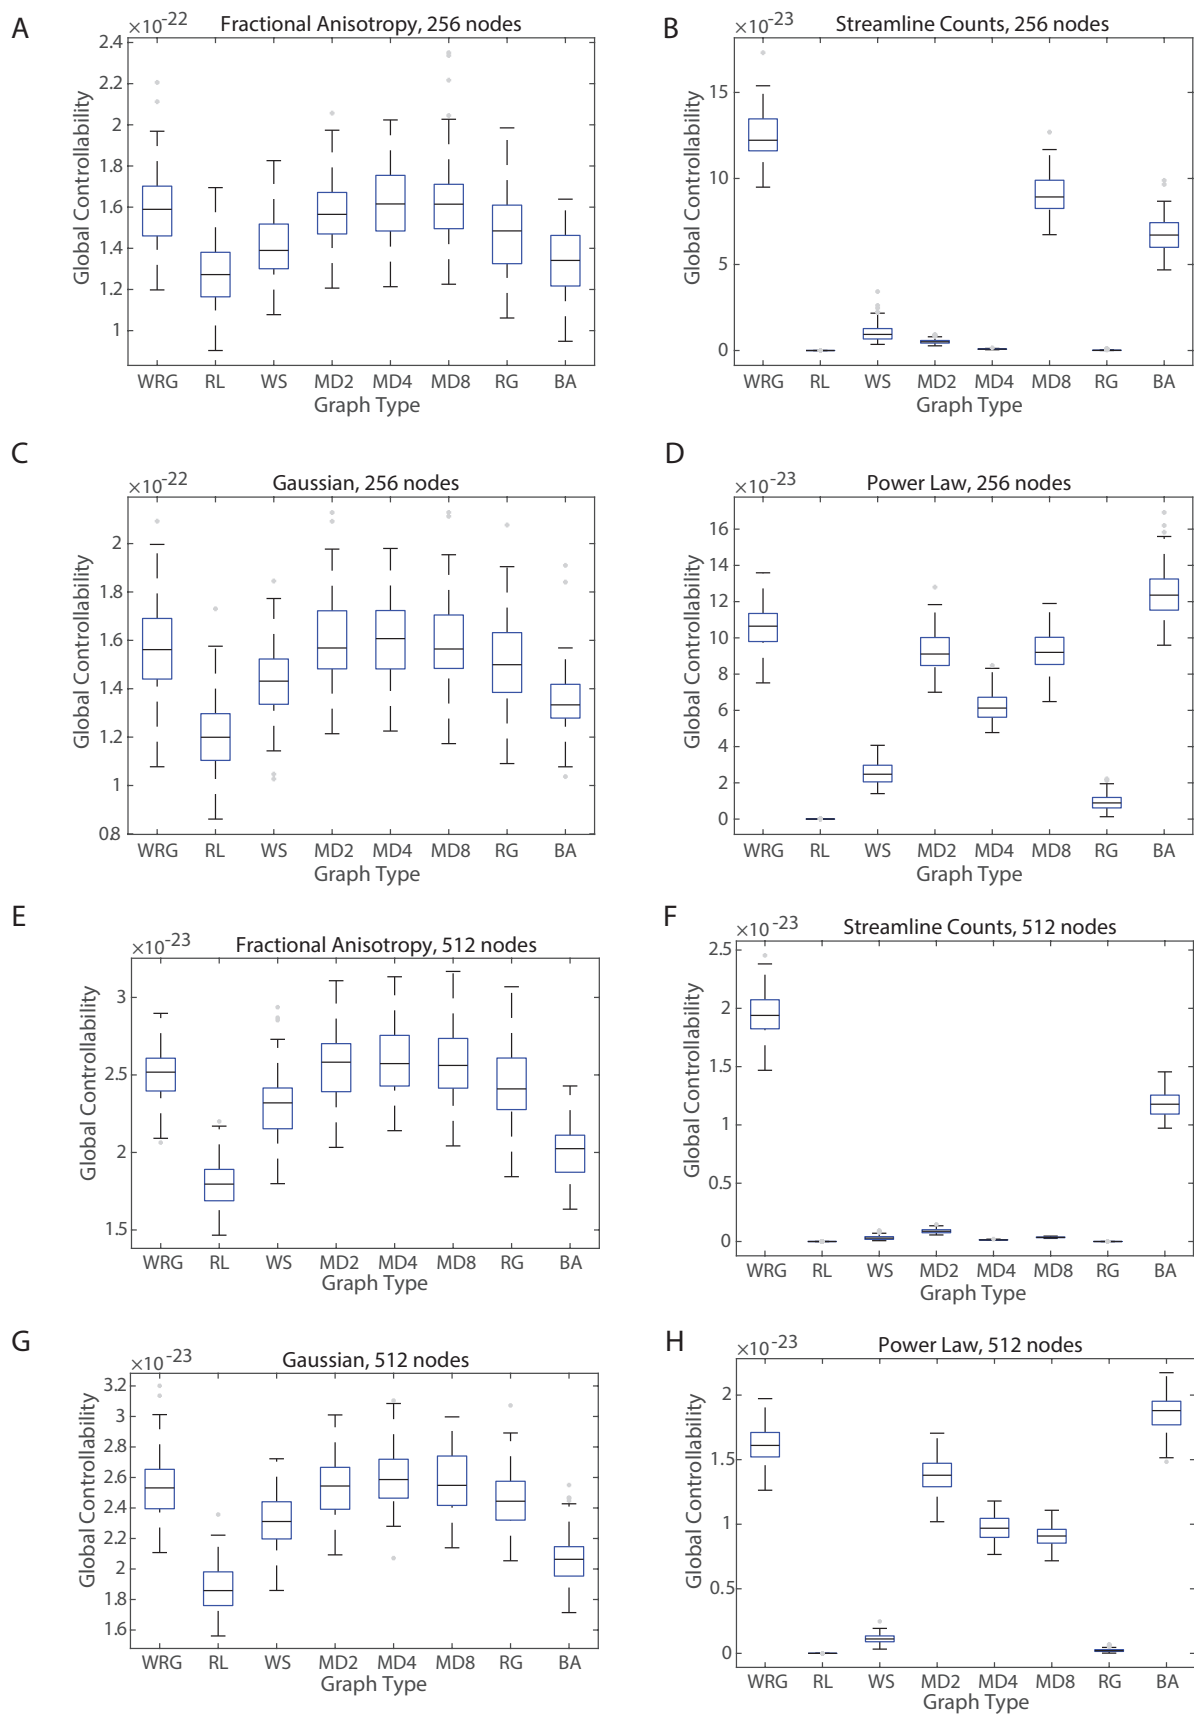 A
×10-22
Fractional Anisotropy, 256 nodes
2.4
2.2
2
1.8
1.6
1.4
1.2
1
Global Controllability
WRG RL WS MD2 MD4 MD8 RG BA
Graph Type
B
×10-23
Streamline Counts, 256 nodes
15
10
5
0
Global Controllability
WRG RL WS MD2 MD4 MD8 RG BA
Graph Type
C
×10-22
Gaussian, 256 nodes
2
1.8
1.6
1.4
1.2
1
0.8
Global Controllability
WRG RL WS MD2 MD4 MD8 RG BA
Graph Type
D
×10-23
Power Law, 256 nodes
16
14
12
10
8
6
4
2
0
Global Controllability
WRG RL WS MD2 MD4 MD8 RG BA
Graph Type
E
×10-23
Fractional Anisotropy, 512 nodes
3
2.5
2
1.5
Global Controllability
WRG RL WS MD2 MD4 MD8 RG BA
Graph Type
F
×10-23
Streamline Counts, 512 nodes
2.5
2
1.5
1
0.5
0
Global Controllability
WRG RL WS MD2 MD4 MD8 RG BA
Graph Type
G
×10-23
Gaussian, 512 nodes
3.2
3
2.8
2.6
2.4
2.2
2
1.8
1.6
Global Controllability
WRG RL WS MD2 MD4 MD8 RG BA
Graph Type
H
×10-23
Power Law, 512 nodes
2
1.5
1
0.5
0
Global Controllability
WRG RL WS MD2 MD4 MD8 RG BA
Graph Type